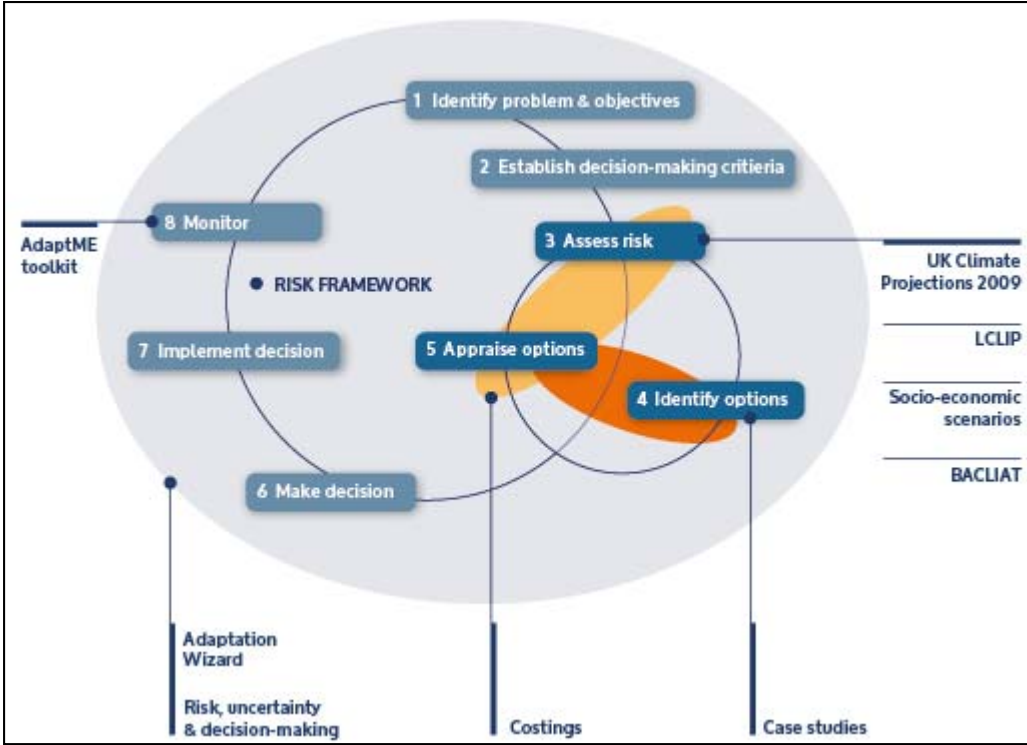 1 Identify problem & objectives
2 Establish decision-making critieria
8 Monitor
3 Assess risk
AdaptME
toolkit
UK Climate
Projections 2009
RISK FRAMEWORK
LCLIP
7 Implement decision
5 Appraise options
4 Identify options
Socio-economic
scenarios
BACLIAT
6 Make decision
Adaptation
Wizard
Risk, uncertainty
& decision-making
Costings
Case studies